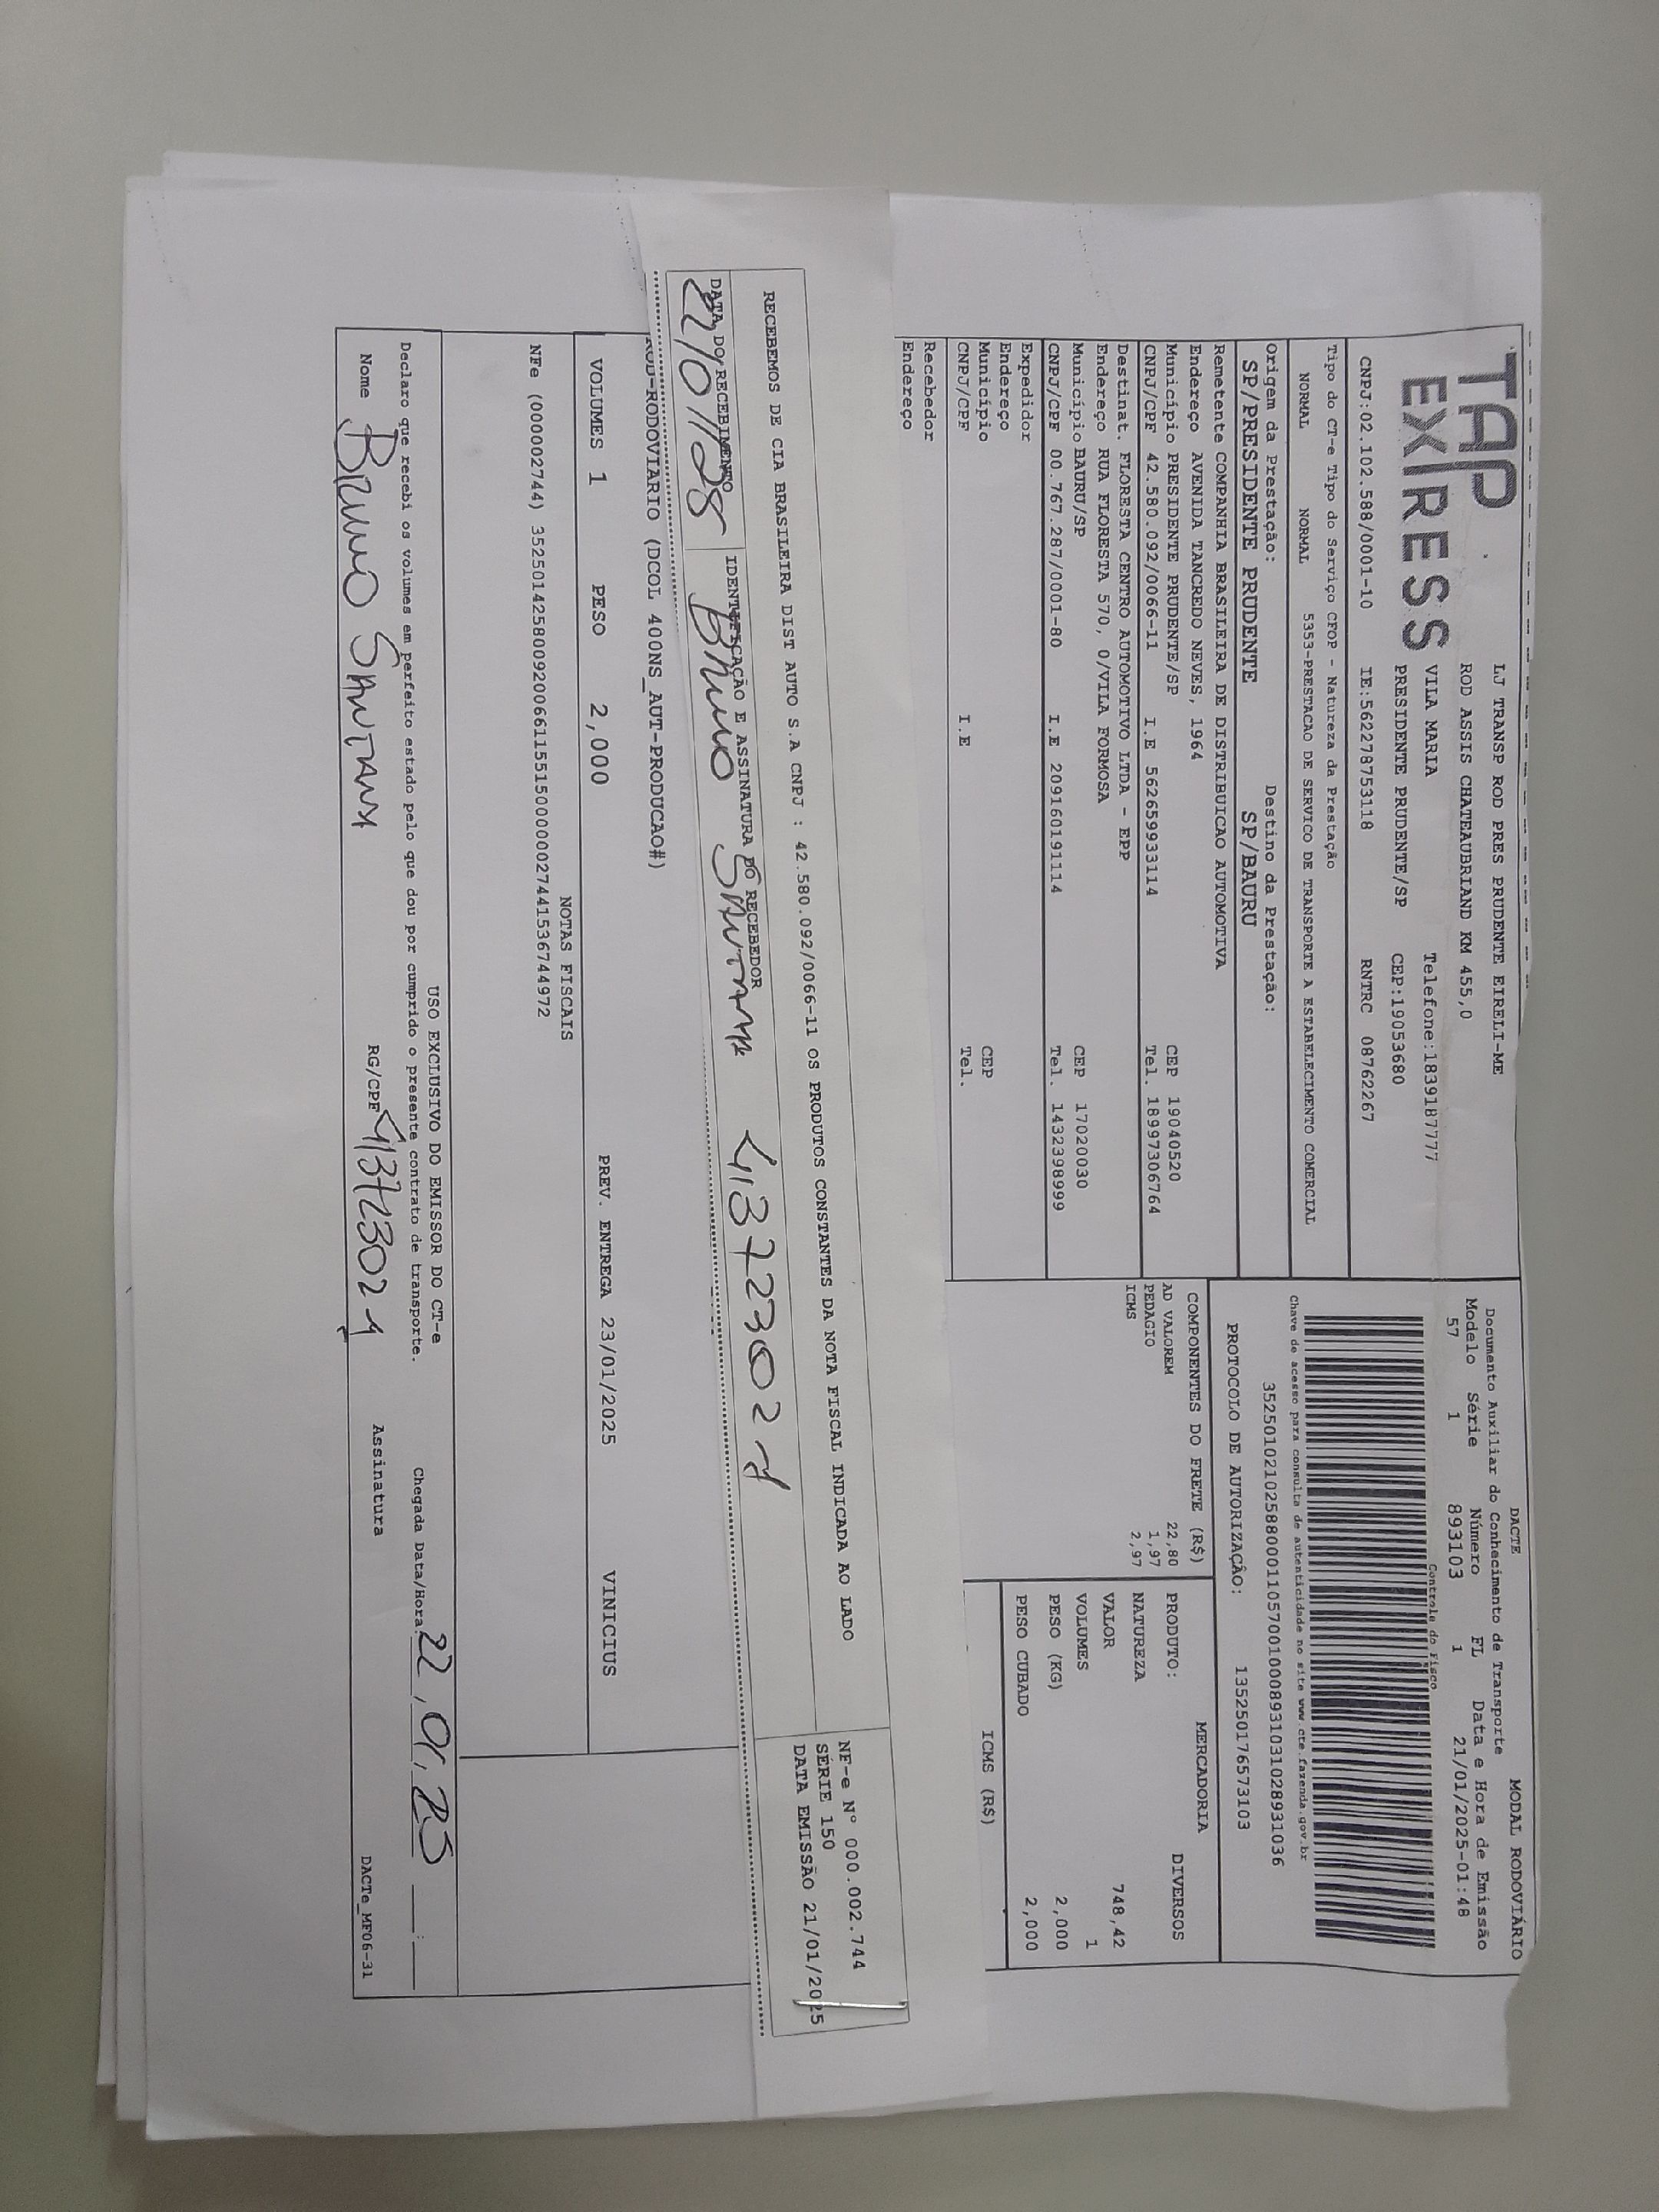 TAP EXPRESS
LJ TRANSP ROD PRES PRUDENTE EIRELI-ME
ROD ASSIS CHATEAUBRIAND KM 455,0
VILA MARIA Telefone:1839187777
PRESIDENTE PRUDENTE/SP CEP:19053680
CNPJ:02.102.588/0001-10 IE:562278753118 RNTRC 08762267
Tipo do CT-e Tipo do Serviço CFOP - Natureza da Prestação
NORMAL NORMAL 5353-PRESTACAO DE SERVICO DE TRANSPORTE A ESTABELECIMENTO COMERCIAL
Origem da Prestação: Destino da Prestação:
SP/PRESIDENTE PRUDENTE SP/BAURU
Remetente COMPANHIA BRASILEIRA DE DISTRIBUICAO AUTOMOTIVA
Endereço AVENIDA TANCREDO NEVES, 1964
Município PRESIDENTE PRUDENTE/SP CEP 19040520
CNPJ/CPF 42.580.092/0066-11 I.E 562659933114 Tel. 18997306764
Destinat. FLORESTA CENTRO AUTOMOTIVO LTDA - EPP
Endereço RUA FLORESTA 570, 0/VILA FORMOSA
Município BAURU/SP CEP 17020030
CNPJ/CPF 00.767.287/0001-80 I.E 209160191114 Tel. 1432398999
Expedidor
Endereço
Município CEP
CNPJ/CPF I.E Tel.
Recebedor
Endereço
DACTE MODAL RODOVIÁRIO
Documento Auxiliar do Conhecimento de Transporte
Modelo Série Número FL Data e Hora de Emissão
57 1 893103 1 21/01/2025-01:48
Controle do Fisco
Chave de acesso para consulta de autenticidade no site www.cte.fazenda.gov.br
35250102102588000110570010008931031028931036
PROTOCOLO DE AUTORIZAÇÃO: 135250176573103
COMPONENTES DO FRETE (R$)
AD VALOREM 22,80
PEDAGIO 1,97
ICMS 2,97
MERCADORIA
PRODUTO: DIVERSOS
NATUREZA
VALOR 748,42
VOLUMES 1
PESO (KG) 2,000
PESO CUBADO 2,000
ICMS (R$)
RECEBEMOS DE CIA BRASILEIRA DIST AUTO S.A CNPJ : 42.580.092/0066-11 OS PRODUTOS CONSTANTES DA NOTA FISCAL INDICADA AO LADO
NF-e Nº 000.002.744
SÉRIE 150
DATA EMISSÃO 21/01/2025
DATA DO RECEBIMENTO IDENTIFICAÇÃO E ASSINATURA DO RECEBEDOR
22/01/25 BRUNO SANTANA 41372302
ROD-RODOVIARIO (DCOL 400NS_AUT-PRODUCAO#)
VOLUMES 1 PESO 2,000 PREV. ENTREGA 23/01/2025 VINICIUS
NOTAS FISCAIS
NFe (000002744) 35250142580092006611551500000027441536744972
USO EXCLUSIVO DO EMISSOR DO CT-e
Declaro que recebi os volumes em perfeito estado pelo que dou por cumprido o presente contrato de transporte. Chegada Data/Hora 22,01,25 __:__
Nome BRUNO SANTANA RG/CPF 41372302 Assinatura DACTe_MF06-31